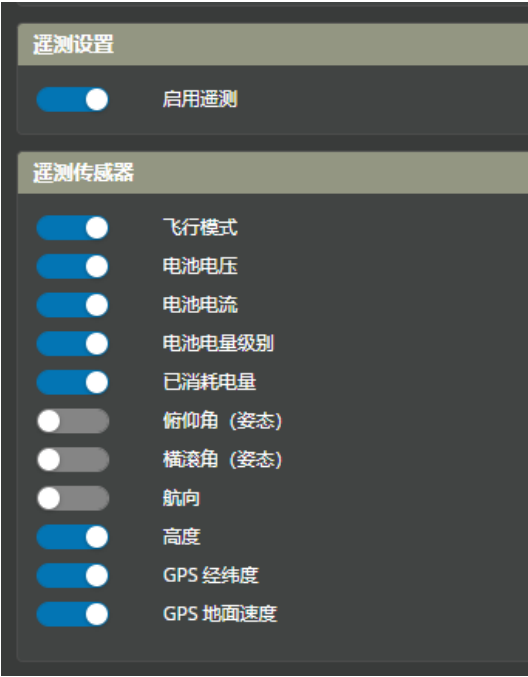 遥测设置
启用遥测
遥测传感器
飞行模式
电池电压
电池电流
电池电量级别
已消耗电量
俯仰角（姿态）
横滚角（姿态）
航向
高度
GPS 经纬度
GPS 地面速度